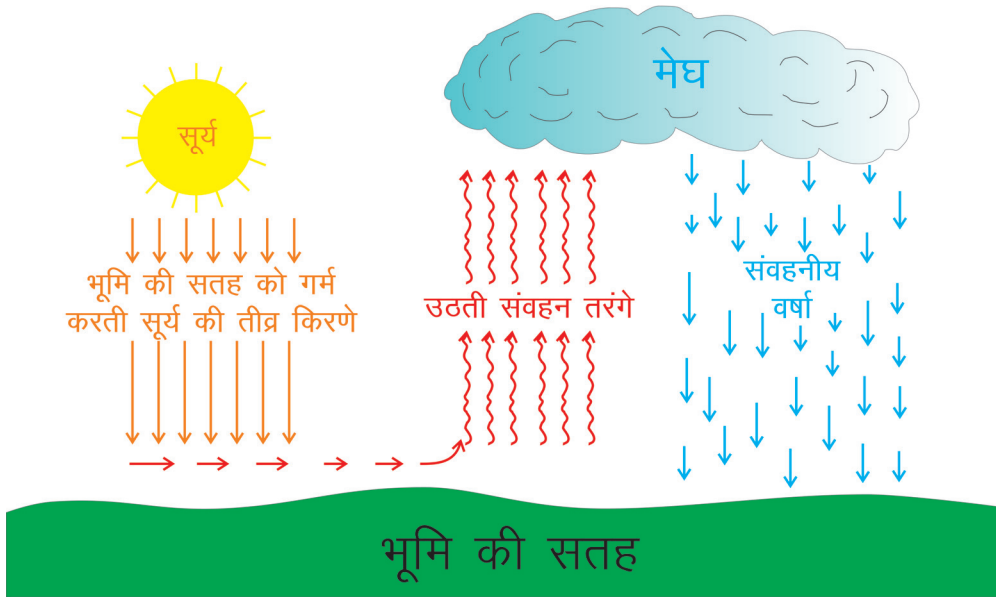 सूर्य
मेघ
भूमि की सतह को गर्म
करती सूर्य की तीव्र किरणे
उठती संवहन तरंगे
संवहनीय
वर्षा
भूमि की सतह